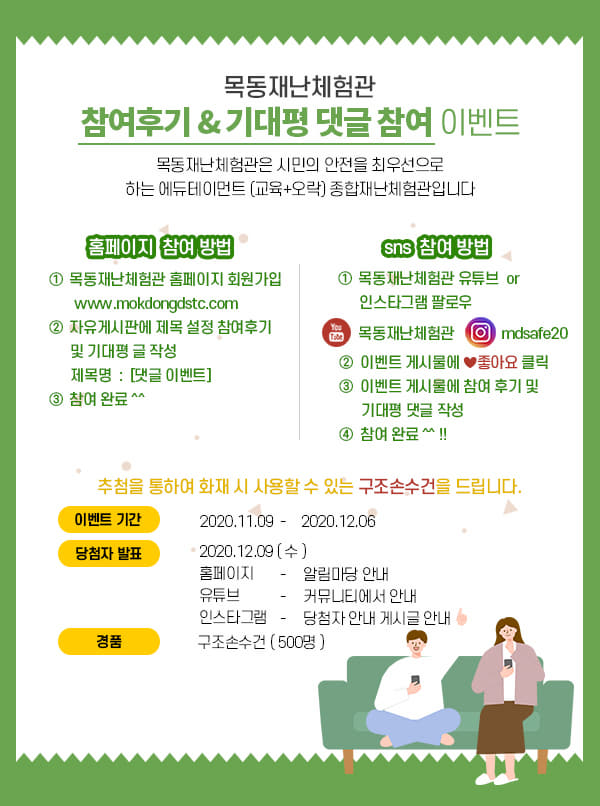 목동재난체험관
참여후기 & 기대평 댓글 참여 이벤트
목동재난체험관은 시민의 안전을 최우선으로
하는 에듀테이먼트 (교육+오락) 종합재난체험관입니다
홈페이지 참여 방법
① 목동재난체험관 홈페이지 회원가입
www.mokdongdstc.com
② 자유게시판에 제목 설정 참여후기
및 기대평 글 작성
제목명 : [댓글 이벤트]
③ 참여 완료 ^^
sns 참여 방법
① 목동재난체험관 유튜브 or
인스타그램 팔로우
You Tube 목동재난체험관 mdsafe20
② 이벤트 게시물에 ♥좋아요 클릭
③ 이벤트 게시물에 참여 후기 및
기대평 댓글 작성
④ 참여 완료 ^^ !!
추첨을 통하여 화재 시 사용할 수 있는 구조손수건을 드립니다.
이벤트 기간 2020.11.09 - 2020.12.06
당첨자 발표 2020.12.09 ( 수 )
홈페이지 - 알림마당 안내
유튜브 - 커뮤니티에서 안내
인스타그램 - 당첨자 안내 게시글 안내
경품 구조손수건 ( 500명 )